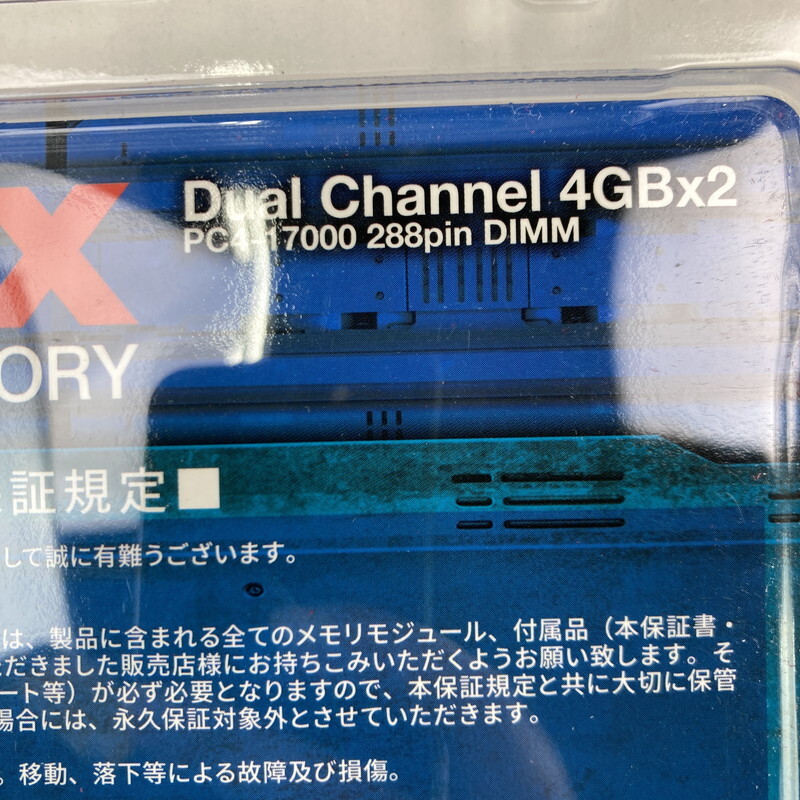 Dual Channel 4GBx2
PC4-17000 288pin DIMM
X
ORY
証規定■
して誠に有難うございます。
は、製品に含まれる全てのメモリモジュール、付属品（本保証書・
ただきました販売店様にお持ちこみいただくようお願い致します。そ
ート等）が必ず必要となりますので、本保証規定と共に大切に保管
場合には、永久保証対象外とさせていただきます。
。移動、落下等による故障及び損傷。